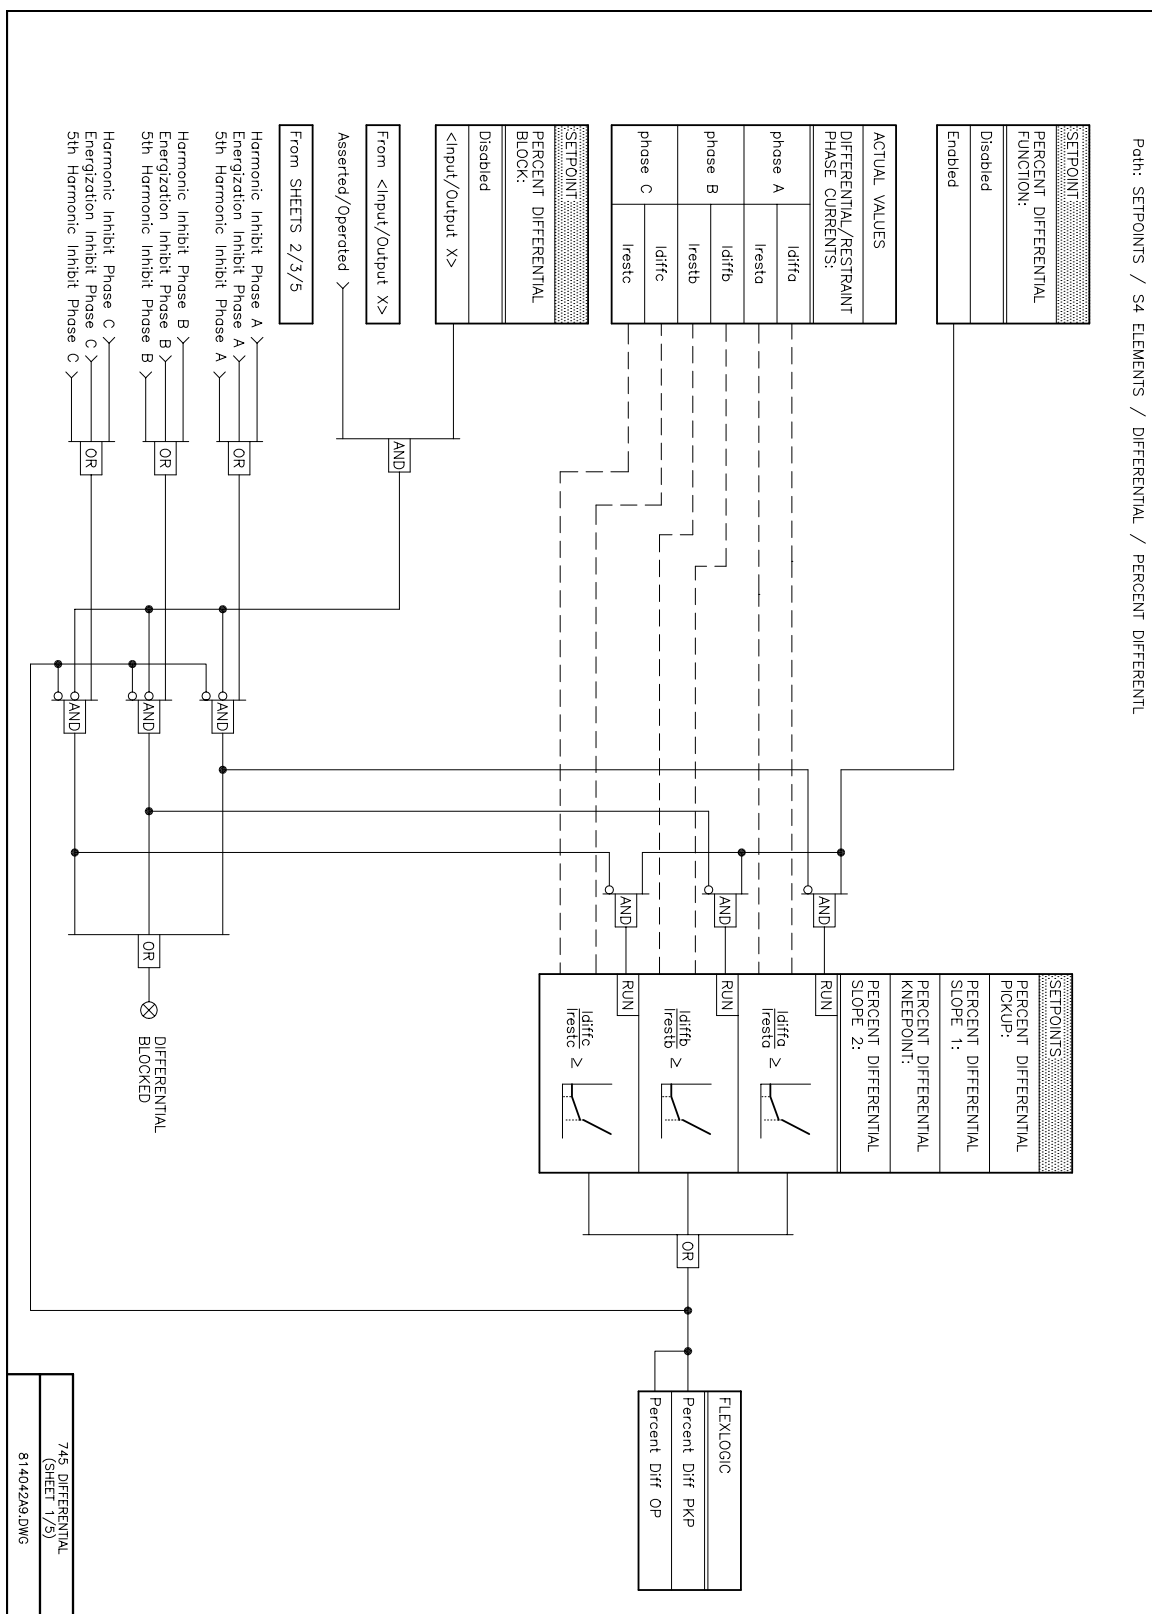 Path: SETPOINTS / S4 ELEMENTS / DIFFERENTIAL / PERCENT DIFFERENTL
SETPOINT
PERCENT DIFFERENTIAL
FUNCTION:
Disabled
Enabled
ACTUAL VALUES
DIFFERENTIAL/RESTRAINT
PHASE CURRENTS:
phase A
Idiffa
Iresta
phase B
Idiffb
Irestb
phase C
Idiffc
Irestc
SETPOINT
PERCENT DIFFERENTIAL
BLOCK:
Disabled
<Input/Output X>
From <Input/Output X>
Asserted/Operated
From SHEETS 2/3/5
Harmonic Inhibit Phase A
Energization Inhibit Phase A
5th Harmonic Inhibit Phase A
Harmonic Inhibit Phase B
Energization Inhibit Phase B
5th Harmonic Inhibit Phase B
Harmonic Inhibit Phase C
Energization Inhibit Phase C
5th Harmonic Inhibit Phase C
AND
OR
OR
OR
AND
AND
AND
AND
AND
AND
OR
DIFFERENTIAL
BLOCKED
SETPOINTS
PERCENT DIFFERENTIAL
PICKUP:
PERCENT DIFFERENTIAL
SLOPE 1:
PERCENT DIFFERENTIAL
KNEEPOINT:
PERCENT DIFFERENTIAL
SLOPE 2:
RUN
Idiffa
Iresta
≥
RUN
Idiffb
Irestb
≥
RUN
Idiffc
Irestc
≥
OR
FLEXLOGIC
Percent Diff PKP
Percent Diff OP
745 DIFFERENTIAL
(SHEET 1/5)
814042A9.DWG